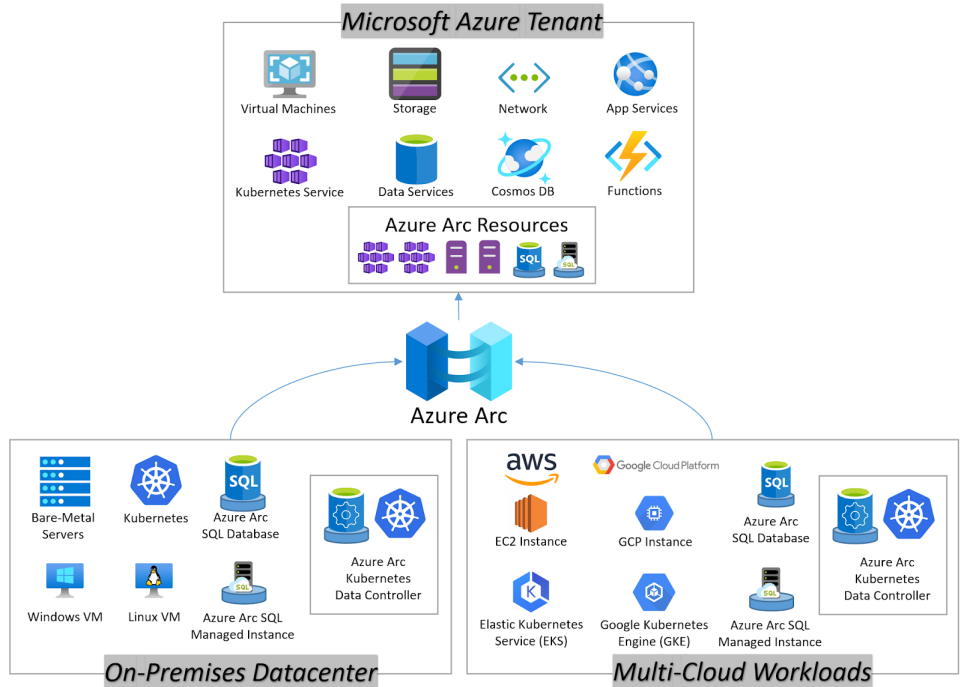 Microsoft Azure Tenant
Virtual Machines
Storage
Network
App Services
Kubernetes Service
Data Services
Cosmos DB
Functions
Azure Arc Resources
SQL
SQL
Azure Arc
Bare-Metal
Servers
Kubernetes
SQL
Azure Arc
SQL Database
Windows VM
Linux VM
SQL
Azure Arc SQL
Managed Instance
Azure Arc
Kubernetes
Data Controller
On-Premises Datacenter
aws
Google Cloud Platform
EC2 Instance
GCP Instance
SQL
Azure Arc
SQL Database
K
Elastic Kubernetes
Service (EKS)
Google Kubernetes
Engine (GKE)
SQL
Azure Arc SQL
Managed Instance
Azure Arc
Kubernetes
Data Controller
Multi-Cloud Workloads